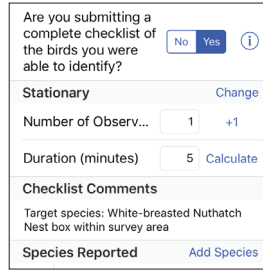 Are you submitting a
complete checklist of
the birds you were
able to identify?
No Yes i
Stationary Change
Number of Observ... 1 +1
Duration (minutes) 5 Calculate
Checklist Comments
Target species: White-breasted Nuthatch
Nest box within survey area
Species Reported Add Species